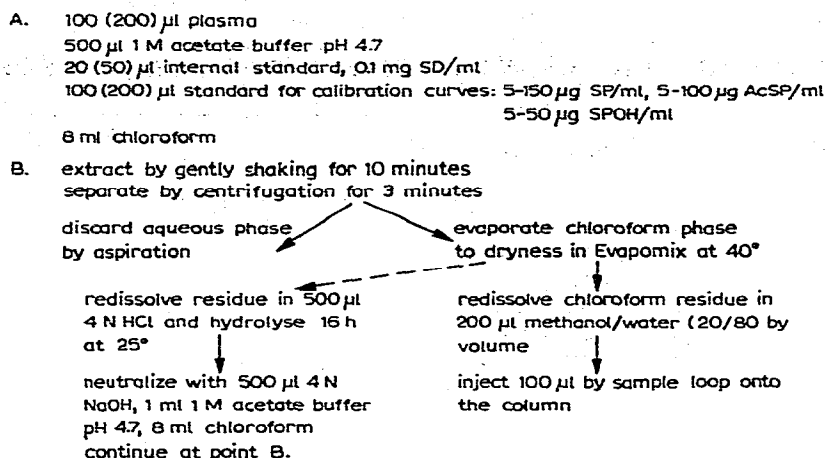 A. 100 (200) µl plasma
500 µl 1 M acetate buffer pH 4.7
20 (50) µl internal standard, 0.1 mg SD/ml
100 (200) µl standard for calibration curves: 5-150 µg SP/ml, 5-100 µg AcSP/ml
5-50 µg SPOH/ml
8 ml chloroform
B. extract by gently shaking for 10 minutes
separate by centrifugation for 3 minutes
discard aqueous phase
by aspiration
evaporate chloroform phase
to dryness in Evapomix at 40°
redissolve residue in 500 µl
4 N HCl and hydrolyse 16 h
at 25°
redissolve chloroform residue in
200 µl methanol/water (20/80 by
volume
neutralize with 500 µl 4 N
NaOH, 1 ml 1 M acetate buffer
pH 4.7, 8 ml chloroform
continue at point B.
inject 100 µl by sample loop onto
the column